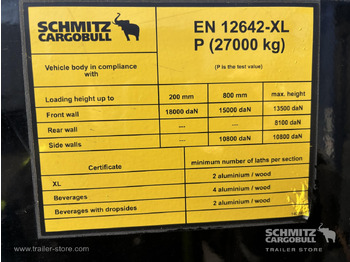 SCHMITZ
CARGOBULL
EN 12642-XL
P (27000 kg)
Vehicle body in compliance with
(P is the test value)
Loading height up to 200 mm 800 mm max. height
Front wall 18000 daN 15000 daN 13500 daN
Rear wall --- --- 8100 daN
Side walls --- 10800 daN 10800 daN
Certificate minimum number of laths per section
XL 2 aluminium / wood
Beverages 4 aluminium / wood
Beverages with dropsides 2 aluminium / wood
SCHMITZ
CARGOBULL
© www.trailer-store.com
www.trailer-store.com